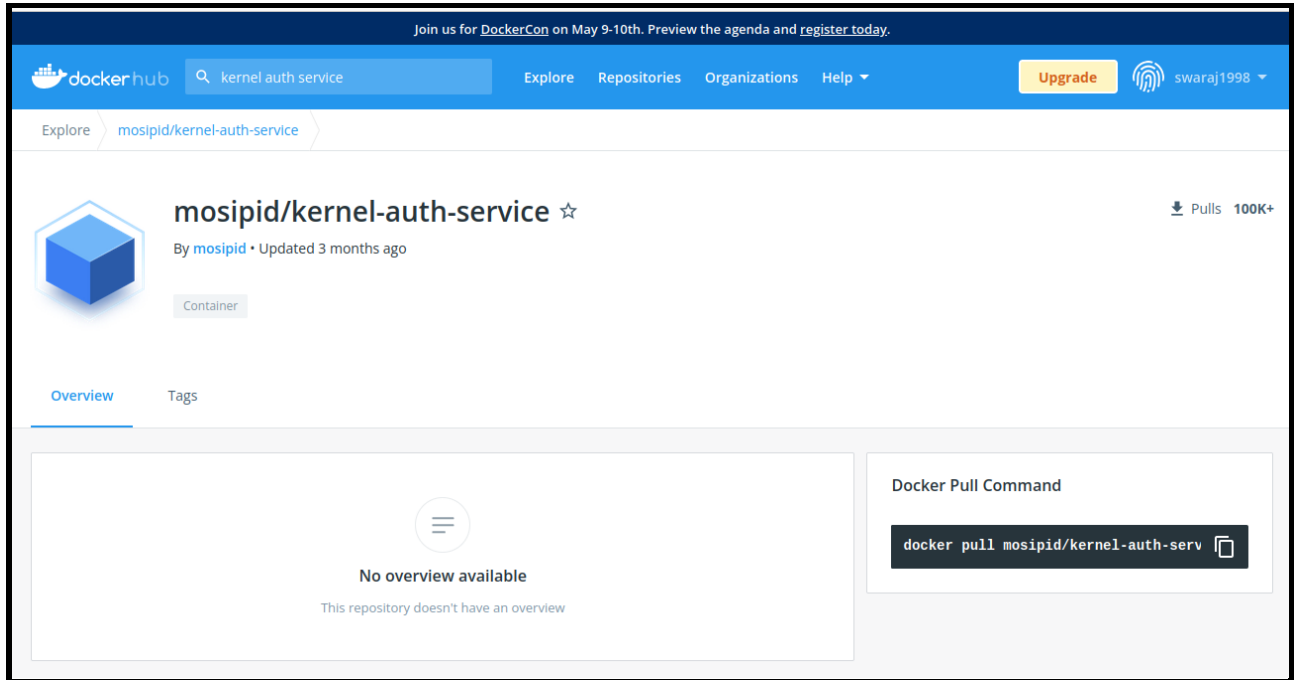 Join us for DockerCon on May 9-10th. Preview the agenda and register today.
dockerhub
kernel auth service
Explore
Repositories
Organizations
Help
Upgrade
swaraj1998
Explore
mosipid/kernel-auth-service
mosipid/kernel-auth-service
Pulls 100K+
By mosipid • Updated 3 months ago
Container
Overview
Tags
No overview available
This repository doesn't have an overview
Docker Pull Command
docker pull mosipid/kernel-auth-serv